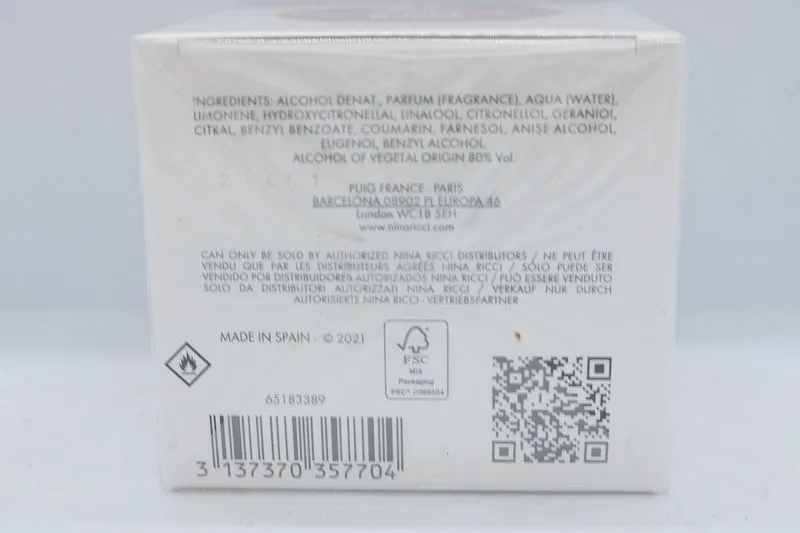 INGREDIENTS: ALCOHOL DENAT., PARFUM (FRAGRANCE), AQUA (WATER),
LIMONENE, HYDROXYCITRONELLAL, LINALOOL, CITRONELLOL, GERANIOL,
CITRAL, BENZYL BENZOATE, COUMARIN, FARNESOL, ANISE ALCOHOL,
EUGENOL, BENZYL ALCOHOL
ALCOHOL OF VEGETAL ORIGIN 80% Vol.
PUIG FRANCE PARIS
BARCELONA 08902 PL EUROPA 46
London WC1B 5EH
www.ninaricci.com
CAN ONLY BE SOLD BY AUTHORIZED NINA RICCI DISTRIBUTORS / NE PEUT ÊTRE
VENDU QUE PAR LES DISTRIBUTEURS AGRÉÉS NINA RICCI / SÓLO PUEDE SER
VENDIDO POR DISTRIBUIDORES AUTORIZADOS NINA RICCI / PUÒ ESSERE VENDUTO
SOLO DA DISTRIBUTORI AUTORIZZATI NINA RICCI / VERKAUF NUR DURCH
AUTORISIERTE NINA RICCI - VERTRIEBSPARTNER
MADE IN SPAIN - © 2021
FSC
MIX
Packaging
FSC® C066504
65183389
3 137370 357704